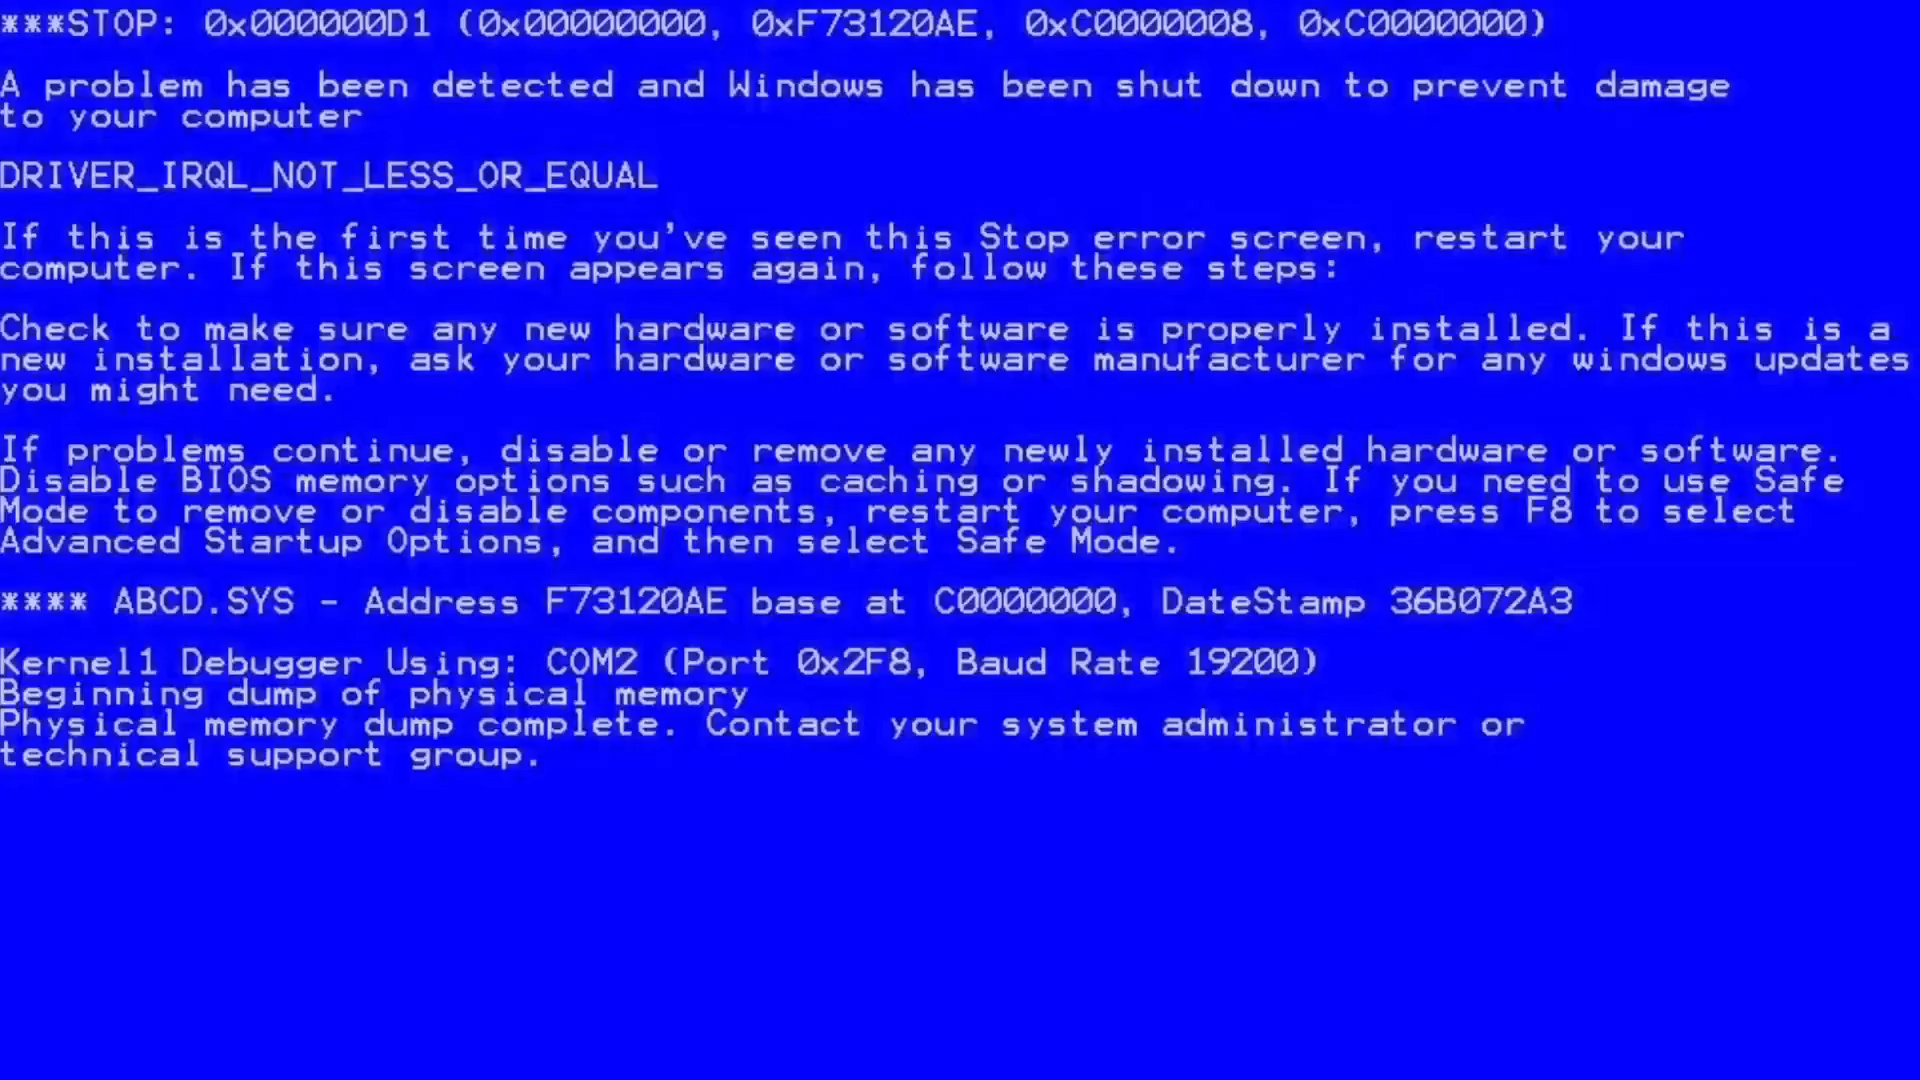 ***STOP: 0x000000D1 (0x00000000, 0xF73120AE, 0xC0000008, 0xC0000000)
A problem has been detected and Windows has been shut down to prevent damage
to your computer
DRIVER_IRQL_NOT_LESS_OR_EQUAL
If this is the first time you've seen this Stop error screen, restart your
computer. If this screen appears again, follow these steps:
Check to make sure any new hardware or software is properly installed. If this is a
new installation, ask your hardware or software manufacturer for any windows updates
you might need.
If problems continue, disable or remove any newly installed hardware or software.
Disable BIOS memory options such as caching or shadowing. If you need to use Safe
Mode to remove or disable components, restart your computer, press F8 to select
Advanced Startup Options, and then select Safe Mode.
**** ABCD.SYS - Address F73120AE base at C0000000, DateStamp 36B072A3
Kernel1 Debugger Using: COM2 (Port 0x2F8, Baud Rate 19200)
Beginning dump of physical memory
Physical memory dump complete. Contact your system administrator or
technical support group.